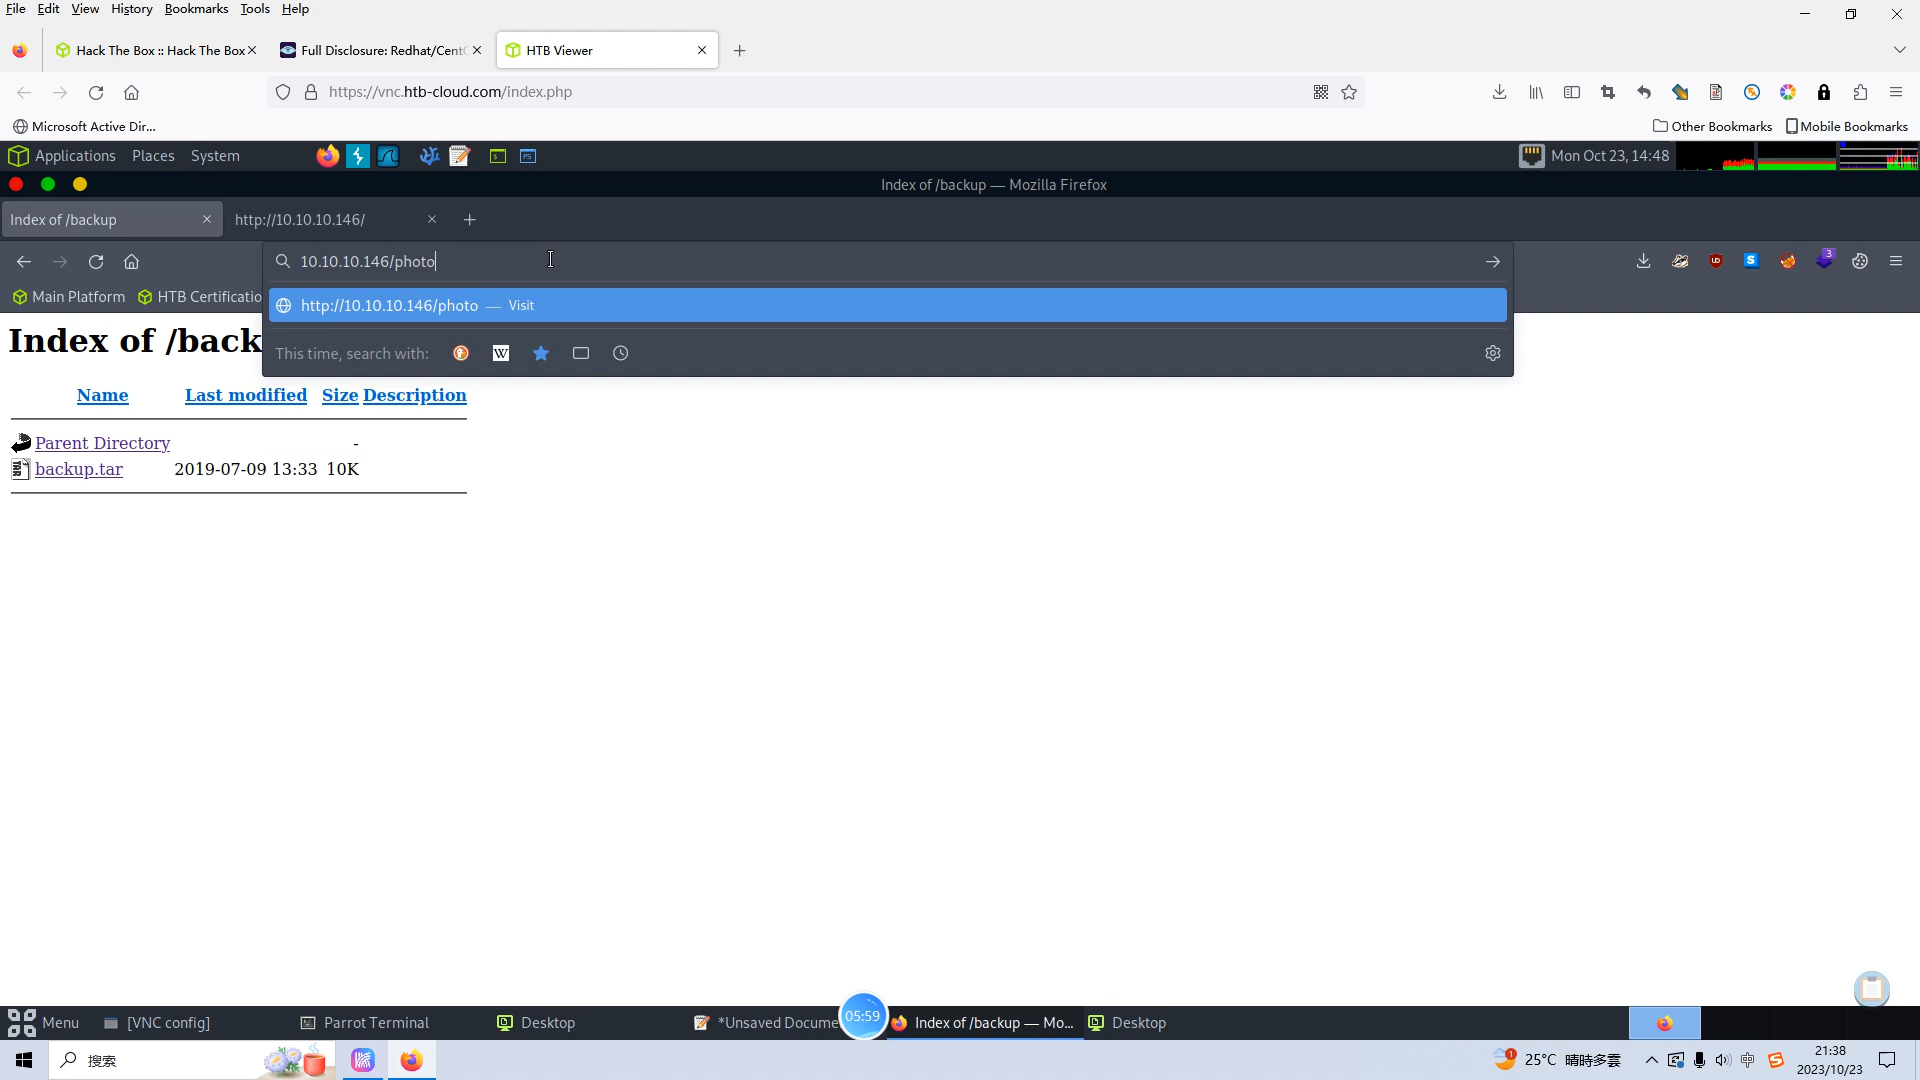 File Edit View History Bookmarks Tools Help
Hack The Box :: Hack The Box
Full Disclosure: Redhat/CentO
HTB Viewer
https://vnc.htb-cloud.com/index.php
Microsoft Active Dir...
Other Bookmarks
Mobile Bookmarks
Applications Places System
Mon Oct 23, 14:48
Index of /backup — Mozilla Firefox
Index of /backup
http://10.10.10.146/
10.10.10.146/photo
3
Main Platform
HTB Certificatio
http://10.10.10.146/photo — Visit
This time, search with:
Index of /back
Name Last modified Size Description
Parent Directory -
backup.tar 2019-07-09 13:33 10K
Menu
[VNC config]
Parrot Terminal
Desktop
*Unsaved Docume
05:59
Index of /backup — Mo...
Desktop
搜索
25°C 晴時多雲
中
21:38
2023/10/23